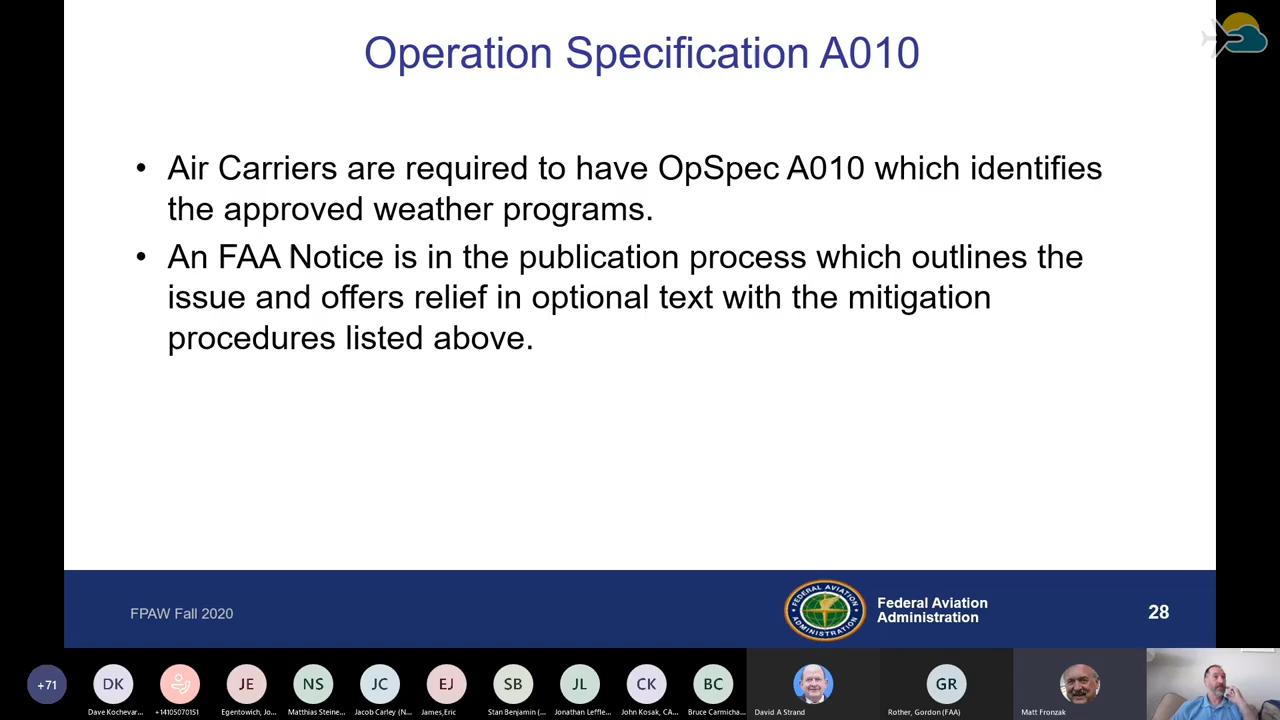 Operation Specification A010
• Air Carriers are required to have OpSpec A010 which identifies
the approved weather programs.
• An FAA Notice is in the publication process which outlines the
issue and offers relief in optional text with the mitigation
procedures listed above.
FPAW Fall 2020
FEDERAL AVIATION
ADMINISTRATION
Federal Aviation
Administration
28
+71
DK
JE
NS
JC
EJ
SB
JL
CK
BC
GR
Dave Kochevar...
+14105070151
Egentowich, Jo...
Matthias Steine...
Jacob Carley (N...
James,Eric
Stan Benjamin (...
Jonathan Leffle...
John Kosak, CA...
Bruce Carmicha...
David A Strand
Rother, Gordon (FAA)
Matt Fronzak